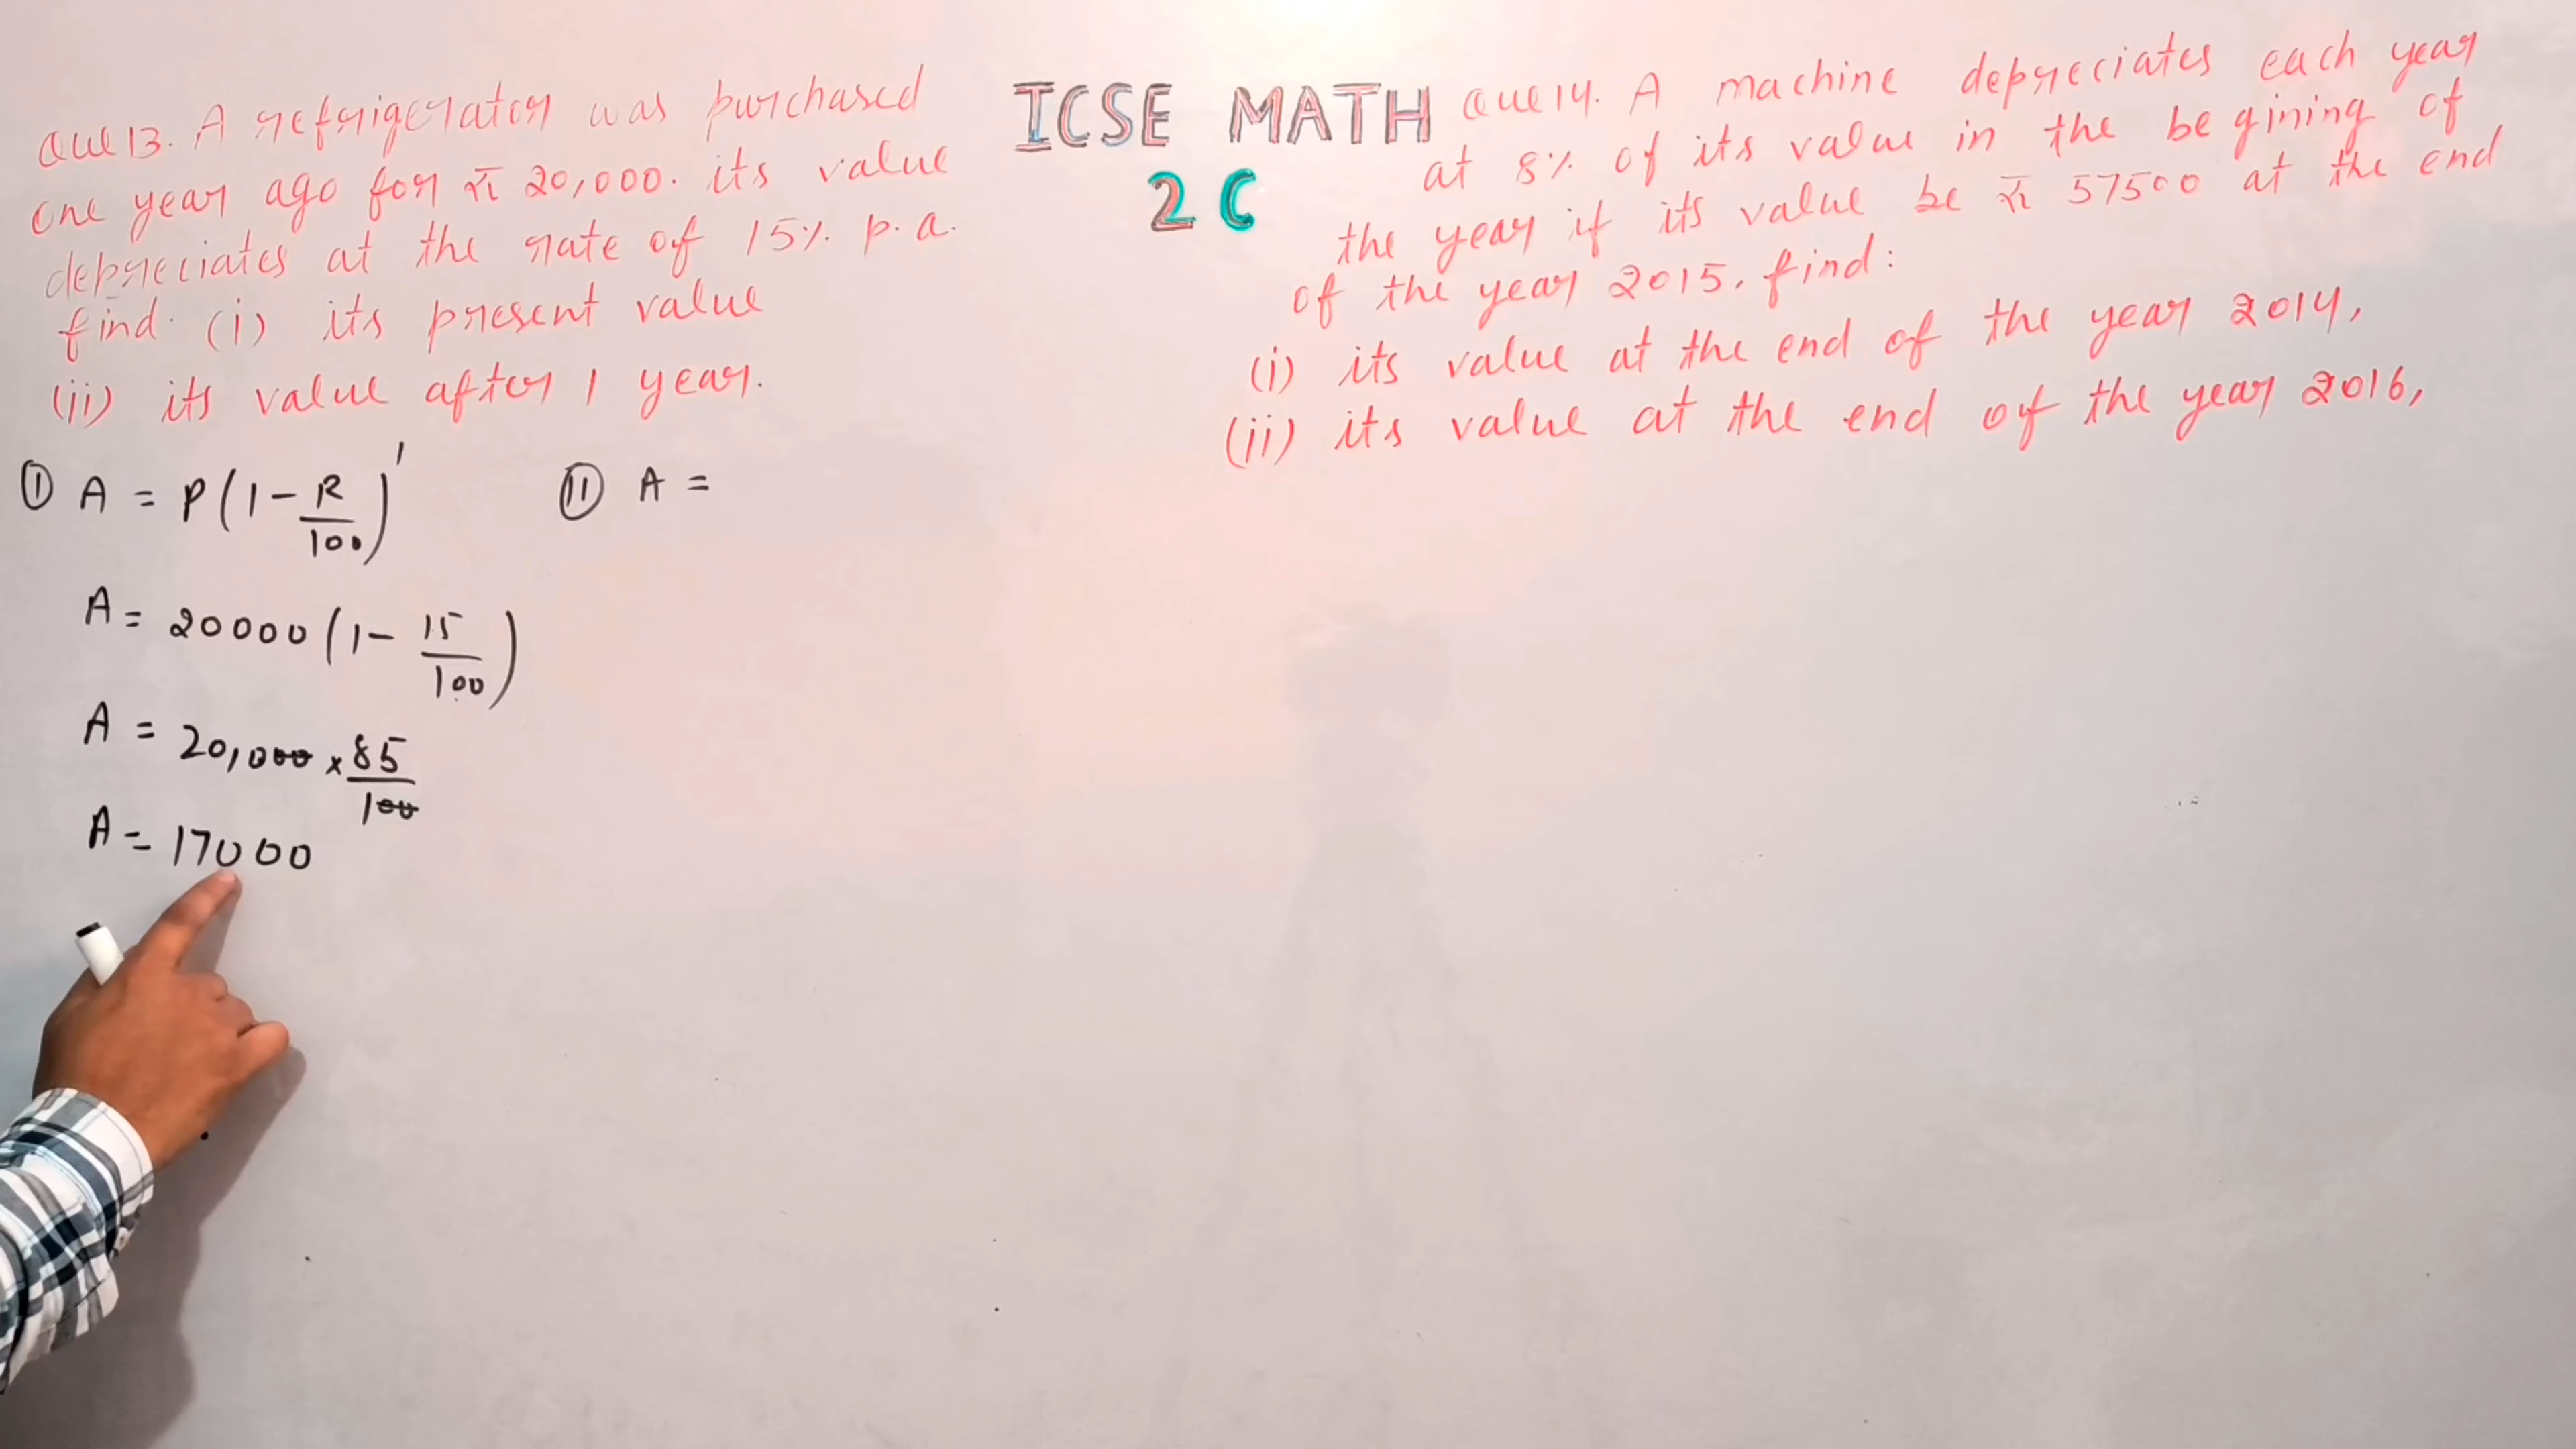 ICSE MATH
2C
Que 13. A refrigerator was purchased
one year ago for ₹ 20,000. its value
depreciates at the rate of 15% p.a.
find. (i) its present value
(ii) its value after 1 year.
① A = P(1 - R/100)¹
A = 20000(1 - 15/100)
A = 20,000 × 85/100
A = 17000
⑪ A =
Que 14. A machine depreciates each year
at 8% of its value in the begining of
the year if its value be ₹ 57500 at the end
of the year 2015, find:
(i) its value at the end of the year 2014,
(ii) its value at the end of the year 2016,